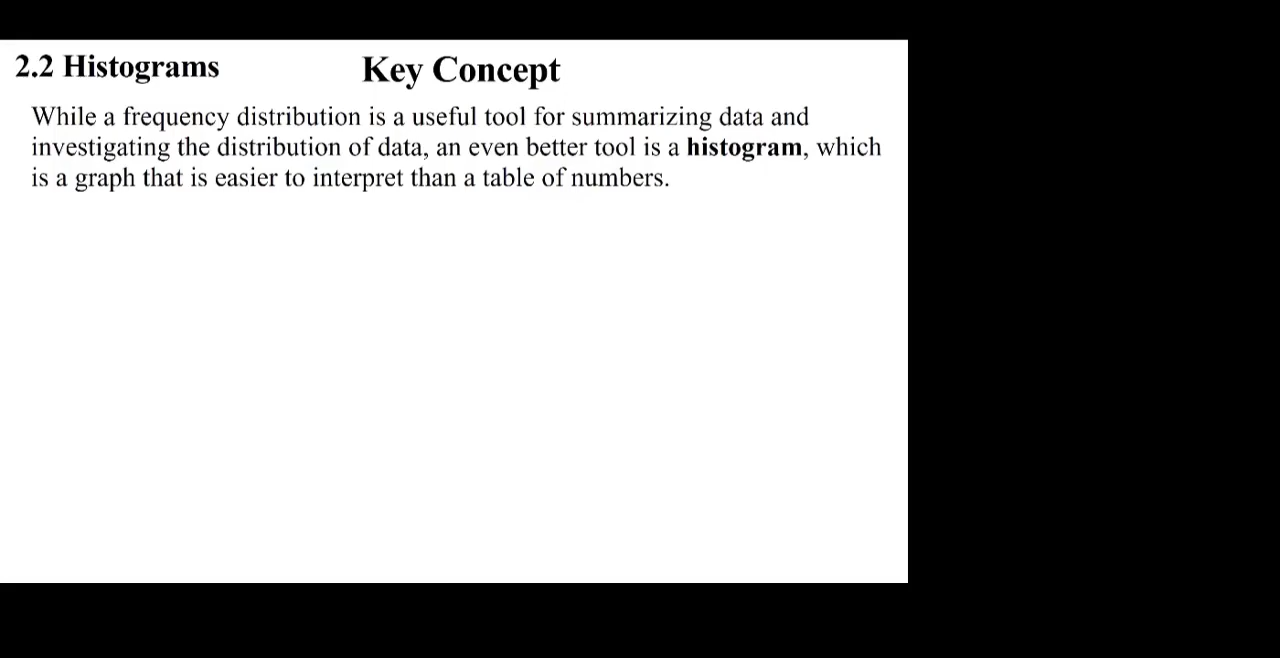 2.2 Histograms
Key Concept
While a frequency distribution is a useful tool for summarizing data and
investigating the distribution of data, an even better tool is a histogram, which
is a graph that is easier to interpret than a table of numbers.